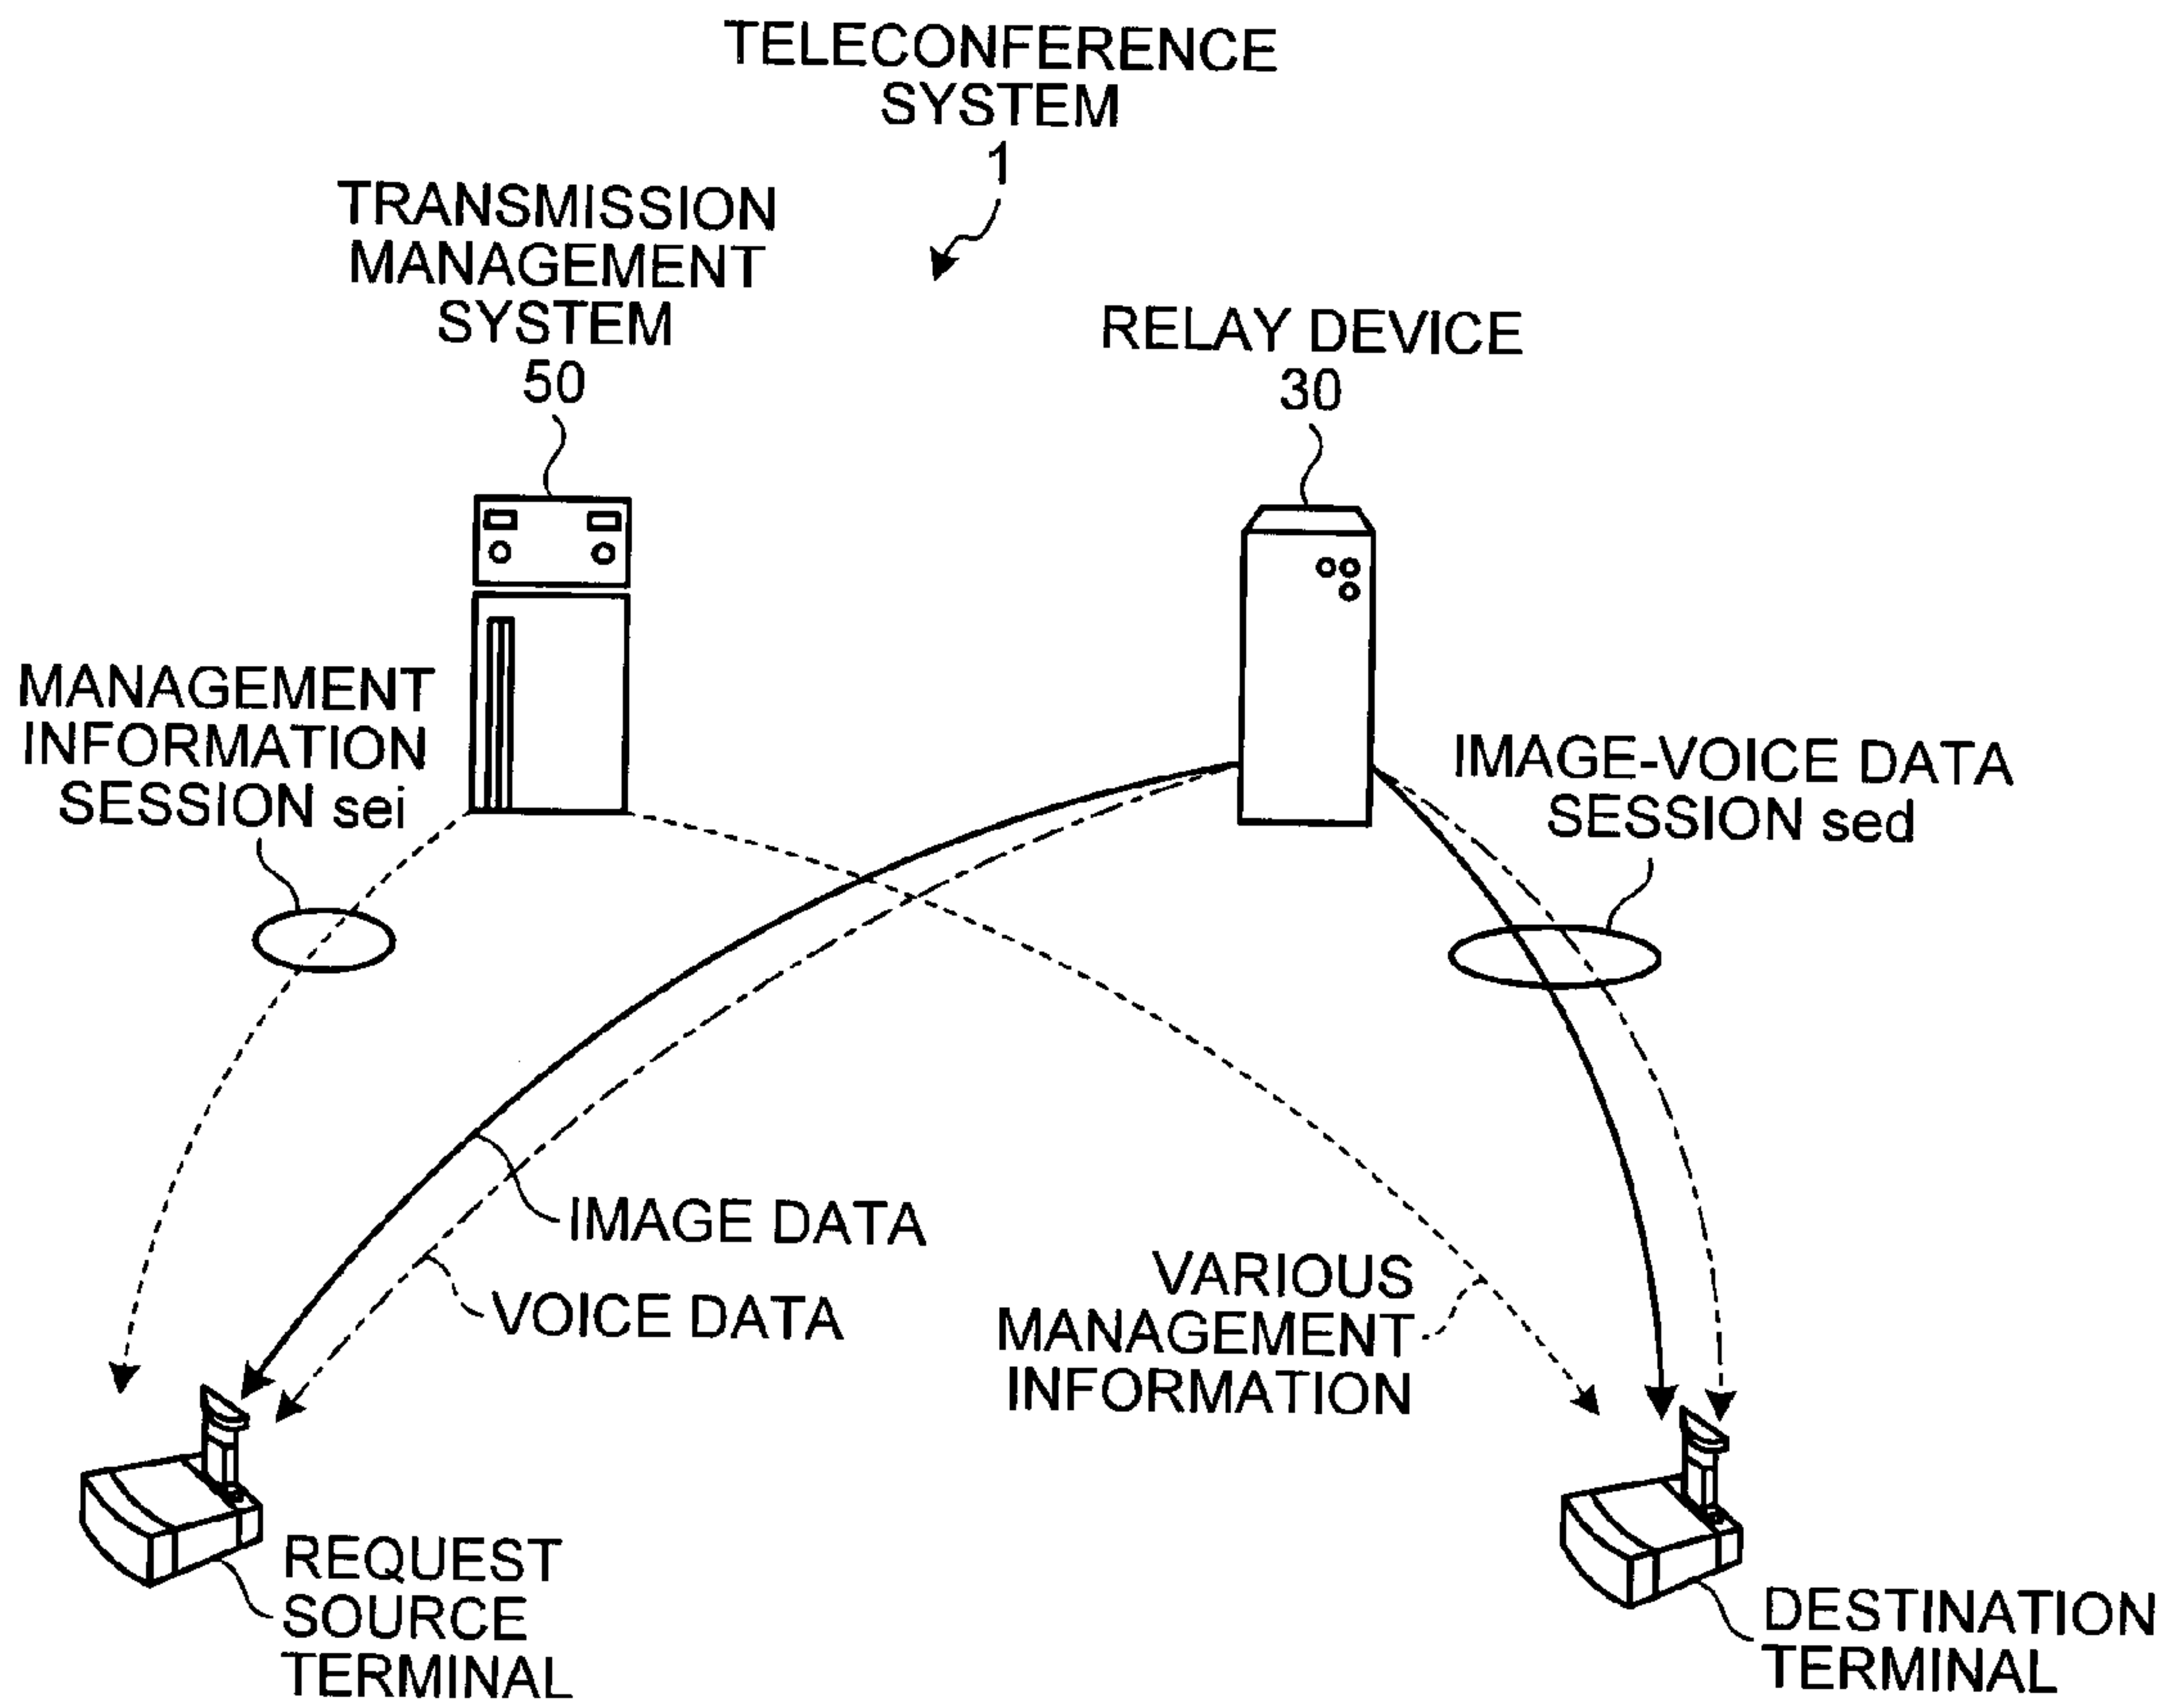 TELECONFERENCE
SYSTEM
1
TRANSMISSION
MANAGEMENT
SYSTEM
50
RELAY DEVICE
30
MANAGEMENT
INFORMATION
SESSION sei
IMAGE-VOICE DATA
SESSION sed
IMAGE DATA
VOICE DATA
VARIOUS
MANAGEMENT
INFORMATION
REQUEST
SOURCE
TERMINAL
DESTINATION
TERMINAL